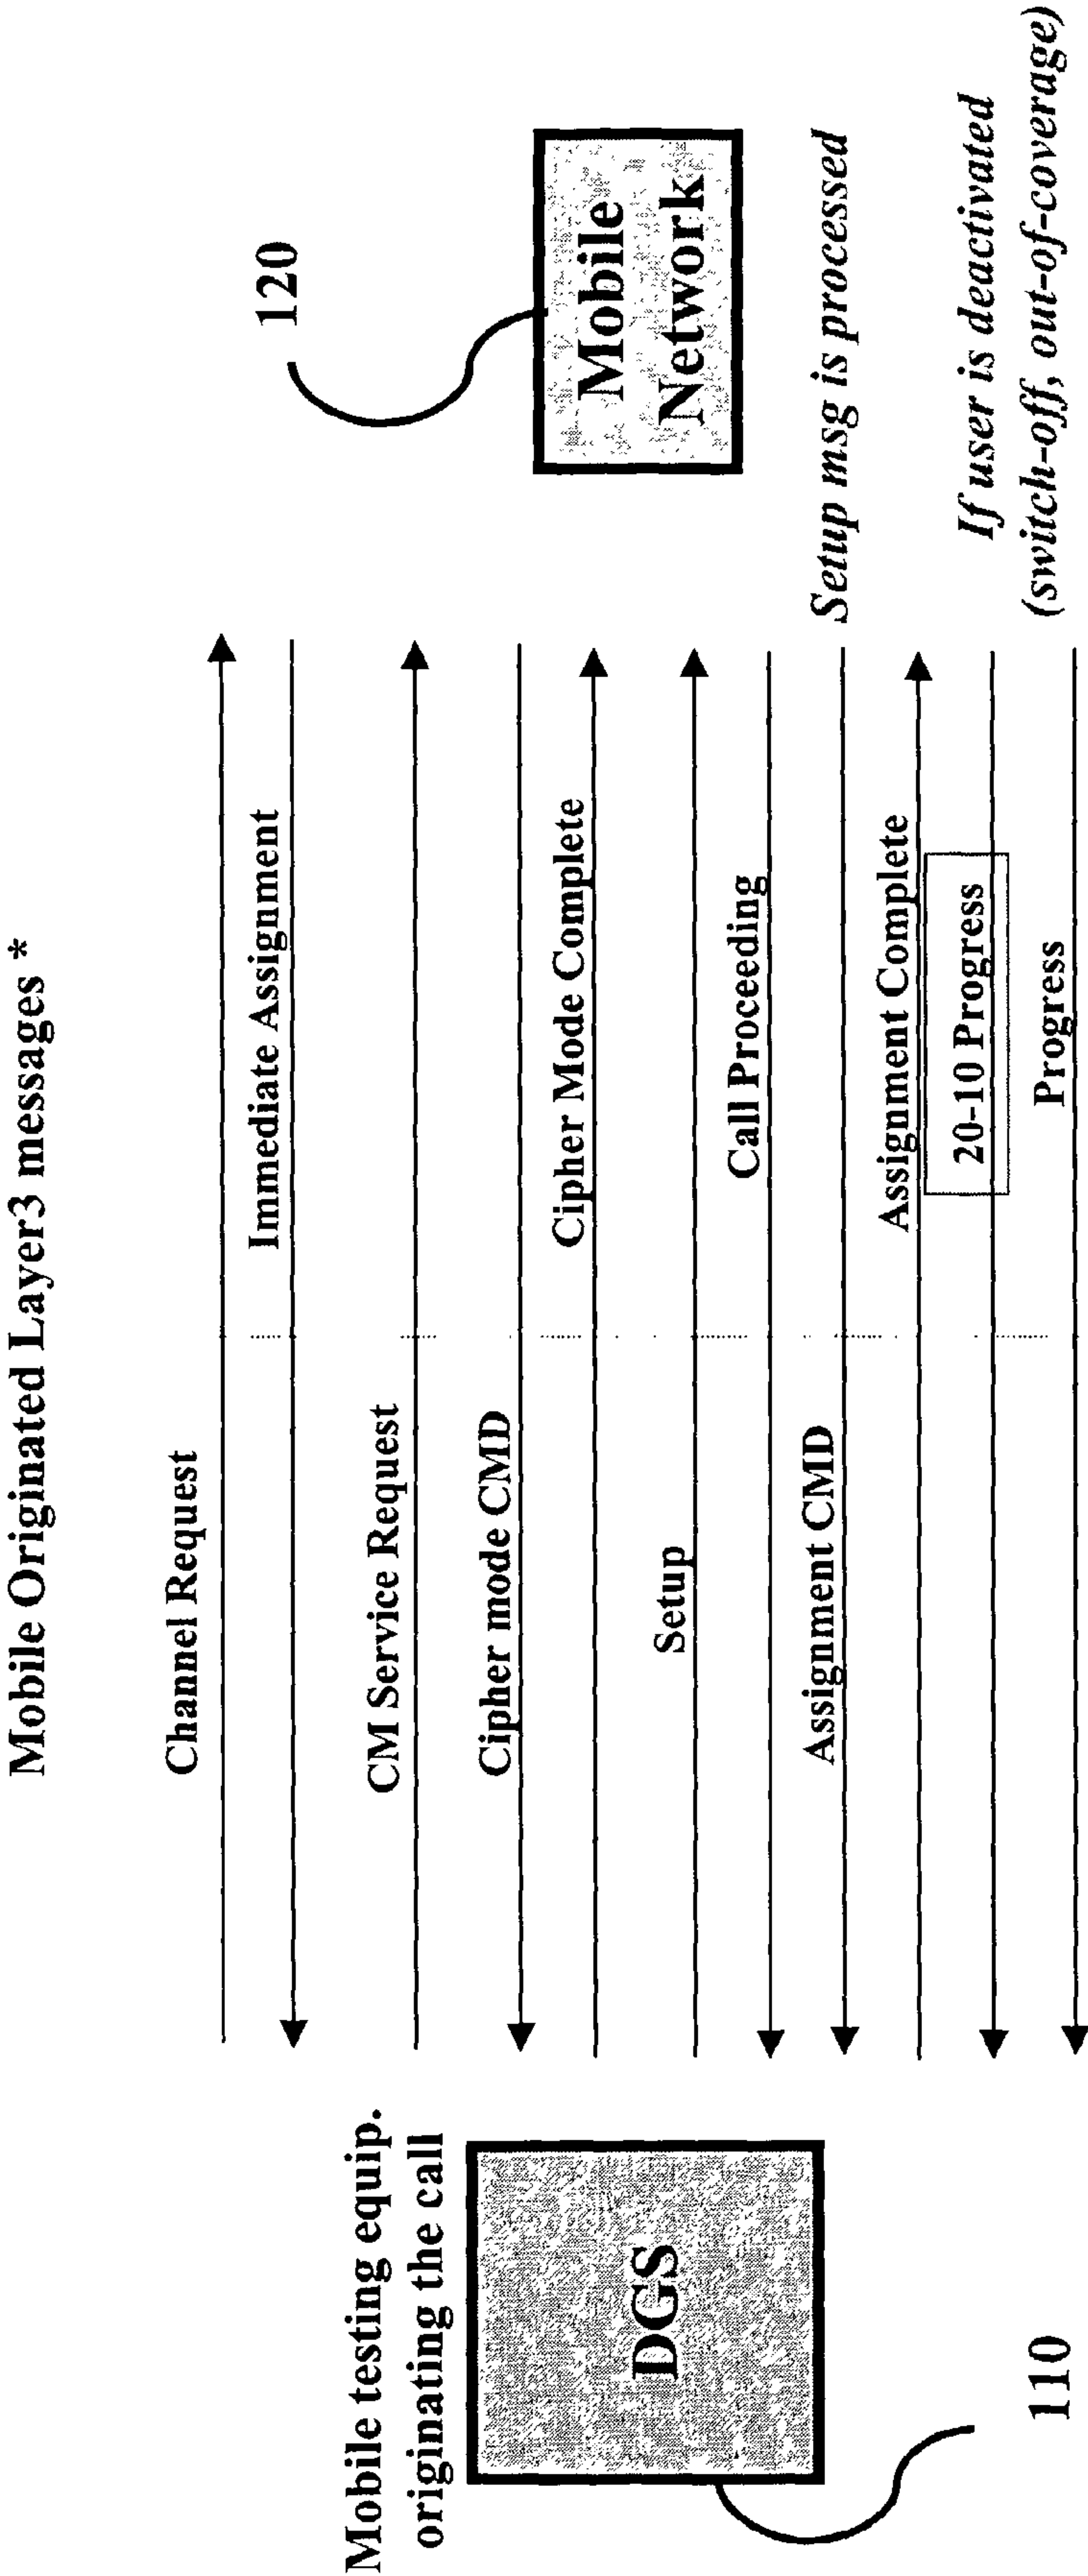 Mobile Originated Layer3 messages *
Channel Request
Immediate Assignment
120
Mobile testing equip.
originating the call
CM Service Request
Cipher mode CMD
Cipher Mode Complete
DGS
Mobile
Network
Setup
Call Proceeding
Assignment CMD
Setup msg is processed
Assignment Complete
20-10 Progress
If user is deactivated
(switch-off, out-of-coverage)
Progress
110